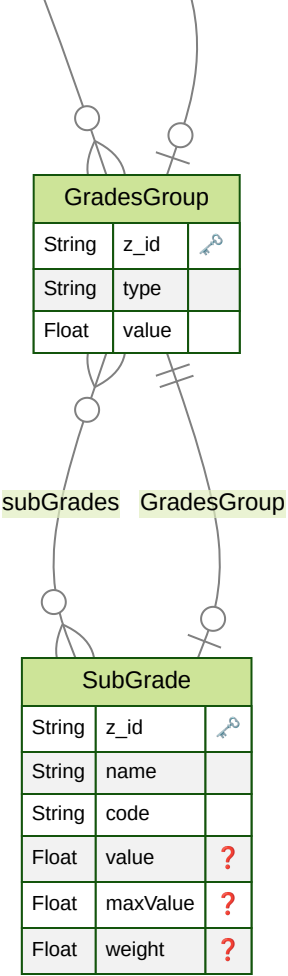 GradesGroup
String z_id 🗝️
String type
Float value
subGrades GradesGroup
SubGrade
String z_id 🗝️
String name
String code
Float value ❓
Float maxValue ❓
Float weight ❓